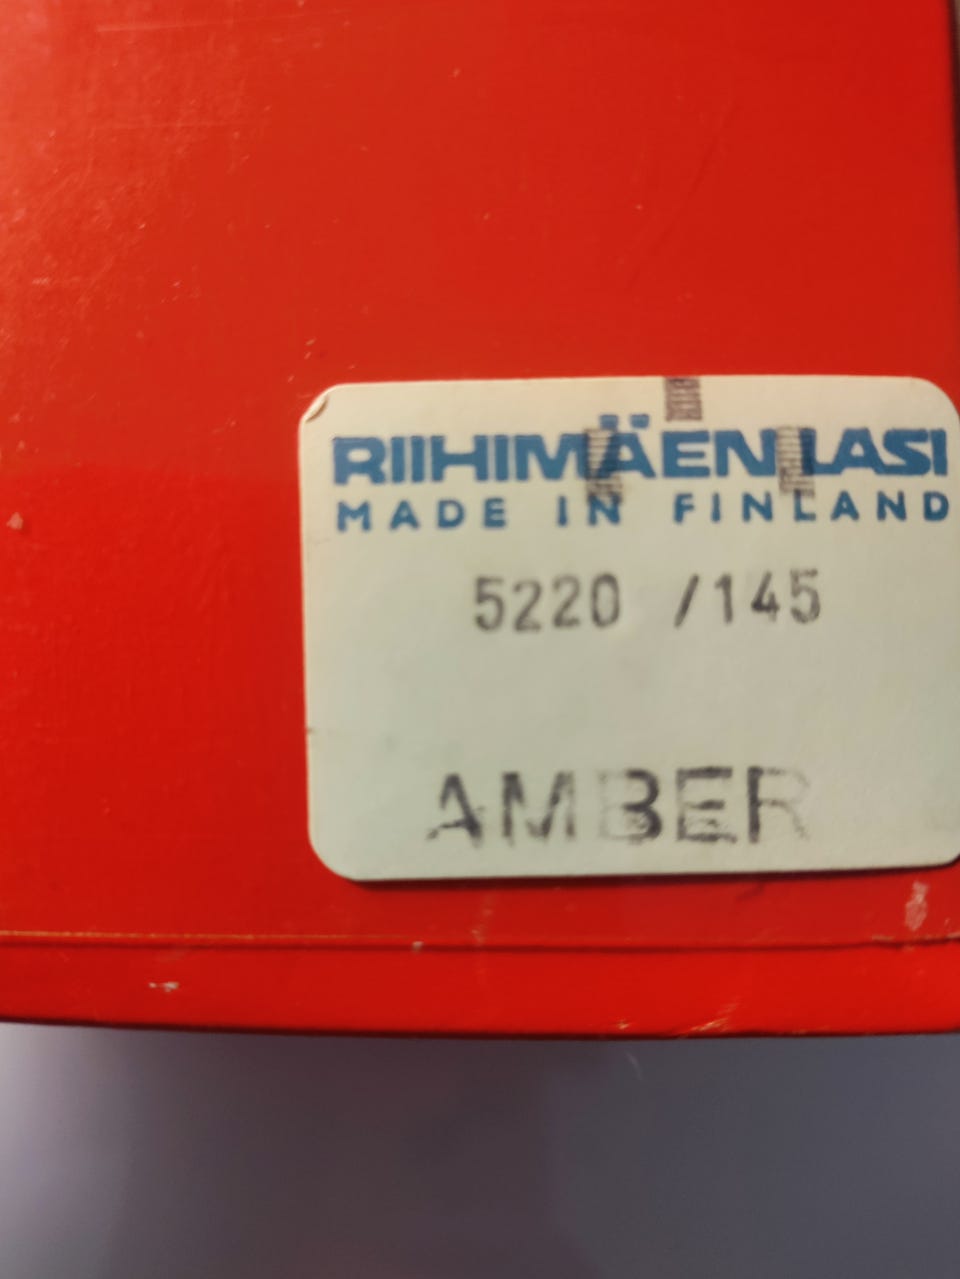 RIIHIMÄEN LASI
MADE IN FINLAND
5220 /145
AMBER